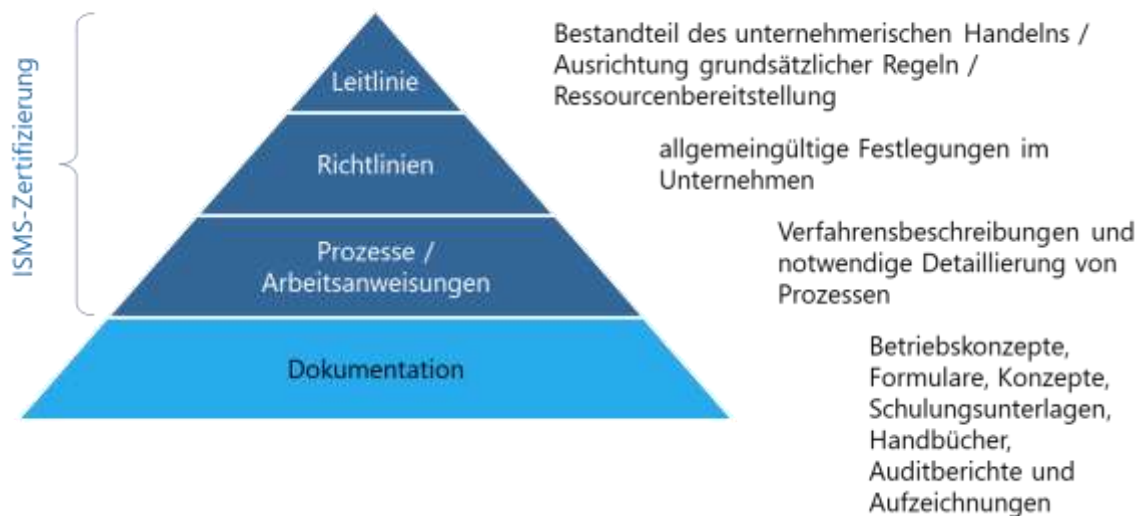 ISMS-Zertifizierung
Leitlinie
Bestandteil des unternehmerischen Handelns /
Ausrichtung grundsätzlicher Regeln /
Ressourcenbereitstellung
Richtlinien
allgemeingültige Festlegungen im
Unternehmen
Prozesse /
Arbeitsanweisungen
Verfahrensbeschreibungen und
notwendige Detaillierung von
Prozessen
Dokumentation
Betriebskonzepte,
Formulare, Konzepte,
Schulungsunterlagen,
Handbücher,
Auditberichte und
Aufzeichnungen